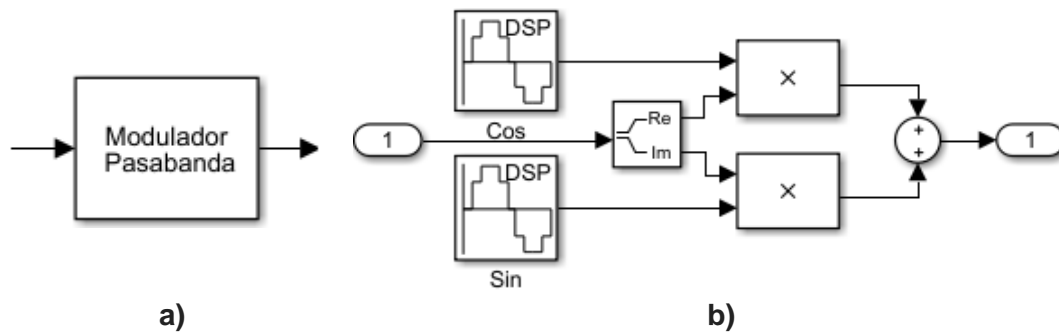 Modulador
Pasabanda
a)
DSP
Cos
1
Re
Im
×
+
+
1
DSP
×
Sin
b)